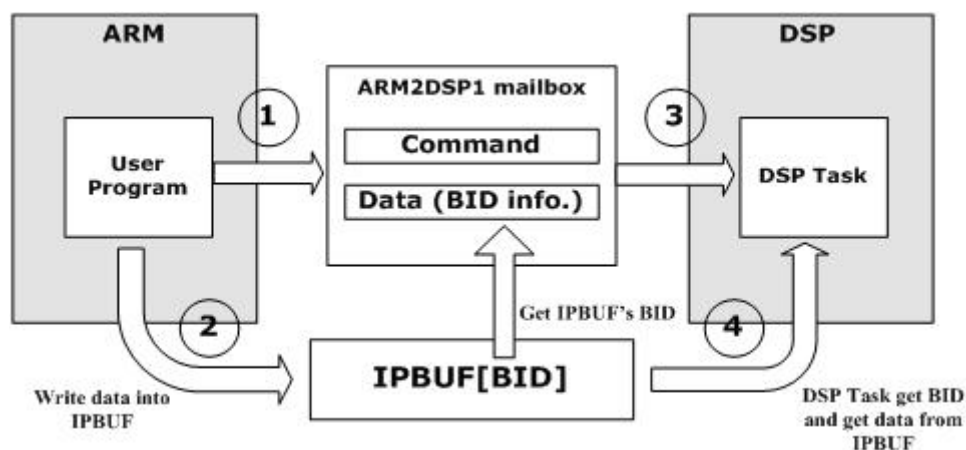 ARM
DSP
ARM2DSP1 mailbox
1
3
Command
User
Program
DSP Task
Data (BID info.)
2
Get IPBUF's BID
4
IPBUF[BID]
Write data into
IPBUF
DSP Task get BID
and get data from
IPBUF